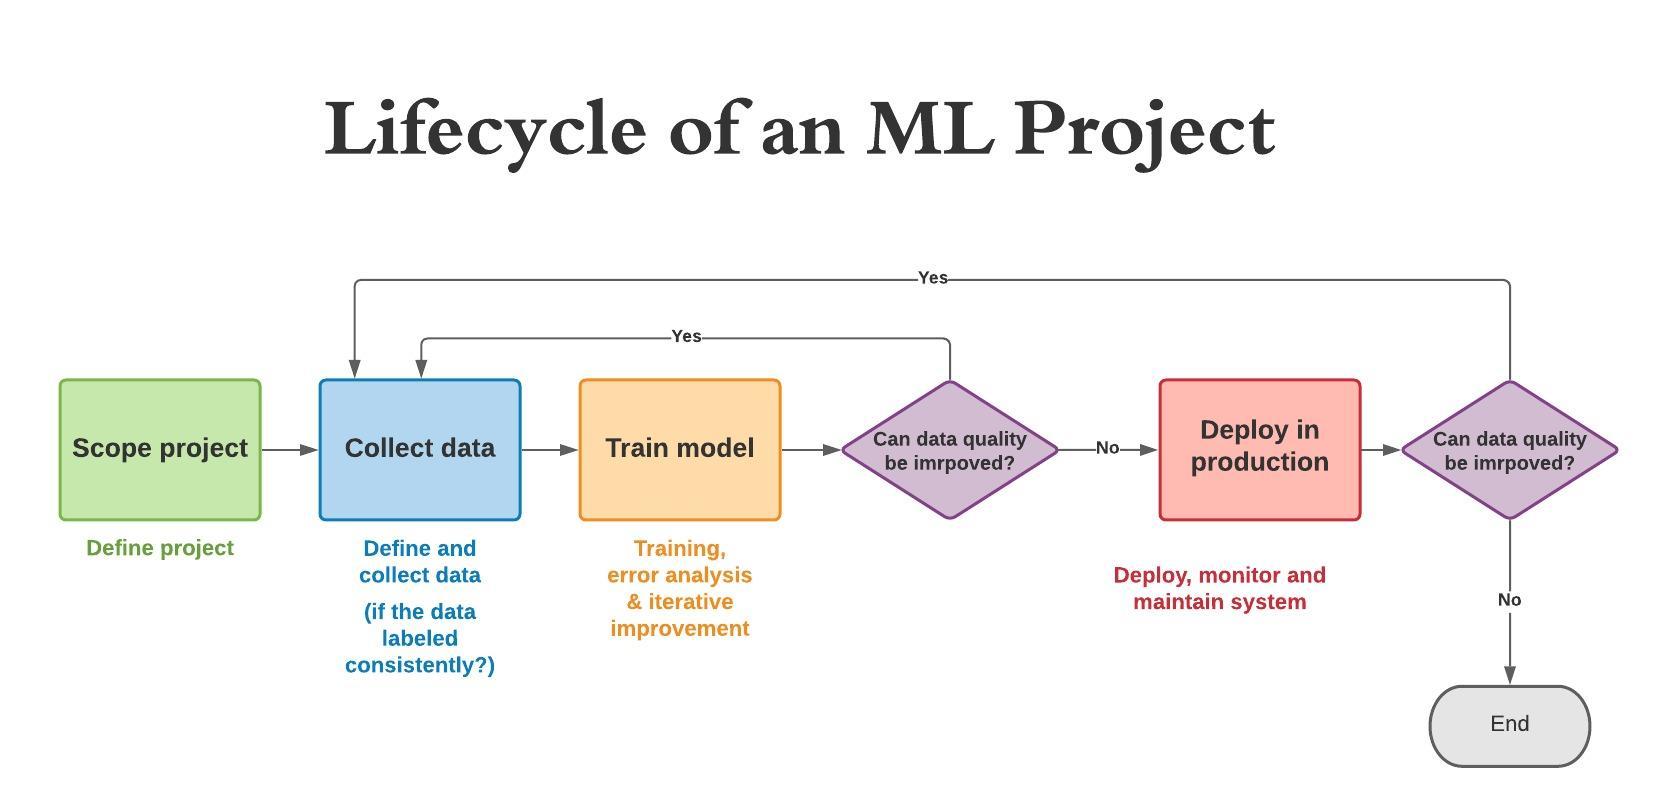 Lifecycle of an ML Project
Yes
Yes
Scope project
Collect data
Train model
Can data quality
be imrpoved?
No
Deploy in
production
Can data quality
be imrpoved?
Define project
Define and
collect data
(if the data
labeled
consistently?)
Training,
error analysis
& iterative
improvement
Deploy, monitor and
maintain system
No
End